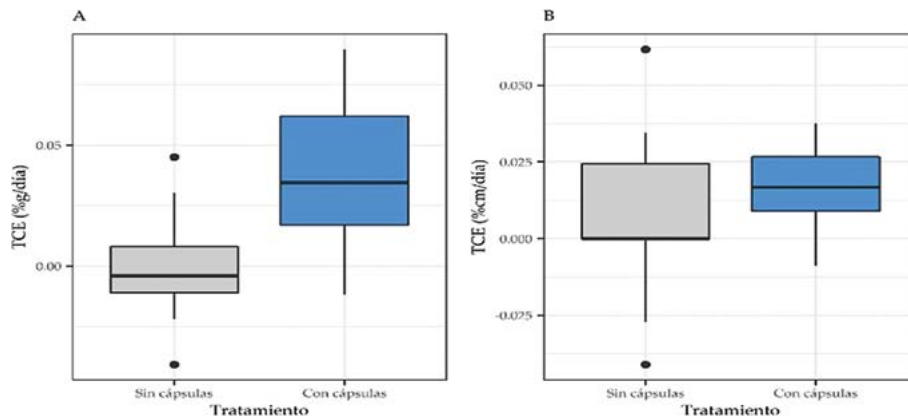 A
TCE (%g/día)
0.05
0.00
Sin cápsulas
Con cápsulas
Tratamiento
B
TCE (%cm/día)
0.050
0.025
0.000
-0.025
Sin cápsulas
Con cápsulas
Tratamiento